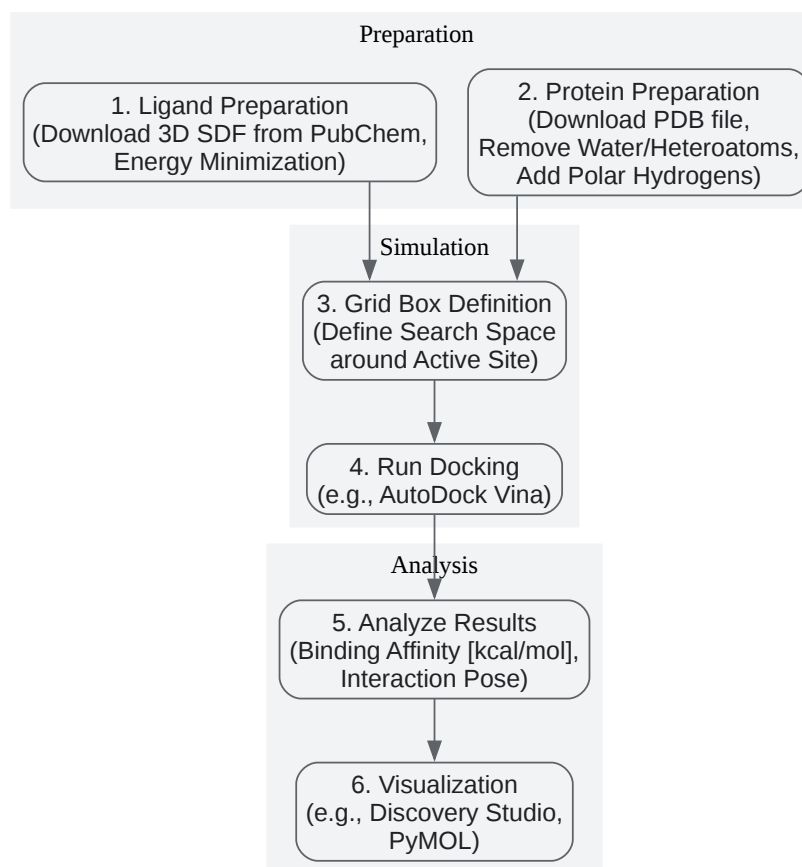 Preparation
1. Ligand Preparation
(Download 3D SDF from PubChem,
Energy Minimization)
2. Protein Preparation
(Download PDB file,
Remove Water/Heteroatoms,
Add Polar Hydrogens)
Simulation
3. Grid Box Definition
(Define Search Space
around Active Site)
4. Run Docking
(e.g., AutoDock Vina)
Analysis
5. Analyze Results
(Binding Affinity [kcal/mol],
Interaction Pose)
6. Visualization
(e.g., Discovery Studio,
PyMOL)